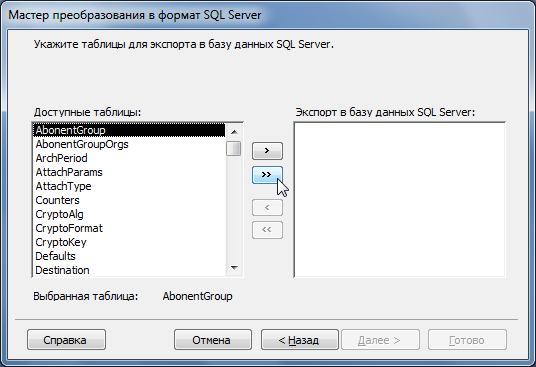 Мастер преобразования в формат SQL Server
Укажите таблицы для экспорта в базу данных SQL Server.
Доступные таблицы:
Экспорт в базу данных SQL Server:
AbonentGroup
AbonentGroupOrgs
ArchPeriod
AttachParams
AttachType
Counters
CryptoAlg
CryptoFormat
CryptoKey
Defaults
Destination
>
>>
<
<<
Выбранная таблица: AbonentGroup
Справка
Отмена
< Назад
Далее >
Готово